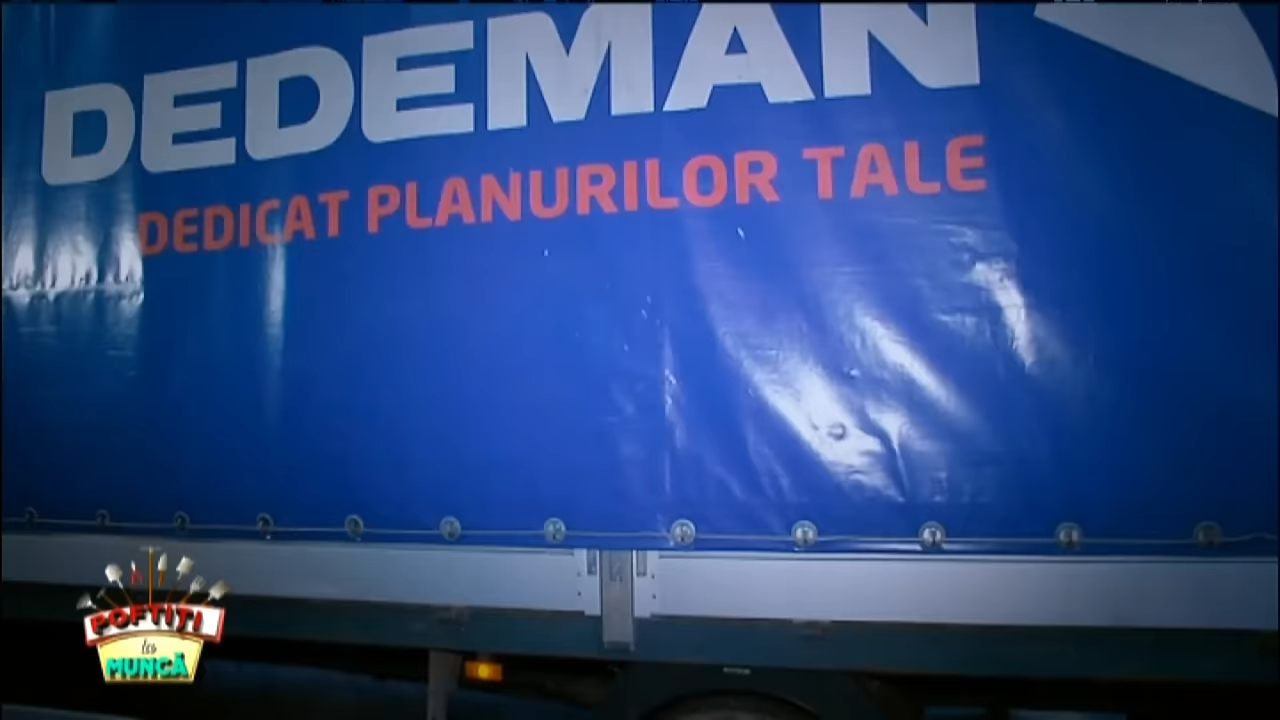 DEDEMAN
DEDICAT PLANURILOR TALE
POFTIȚI
la
MUNCĂ